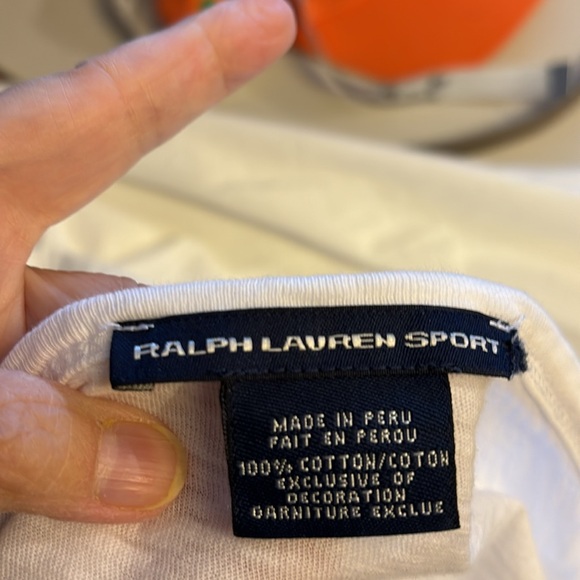 RALPH LAUREN SPORT
MADE IN PERU
FAIT EN PEROU
100% COTTON/COTON
EXCLUSIVE OF
DECORATION
GARNITURE EXCLUE